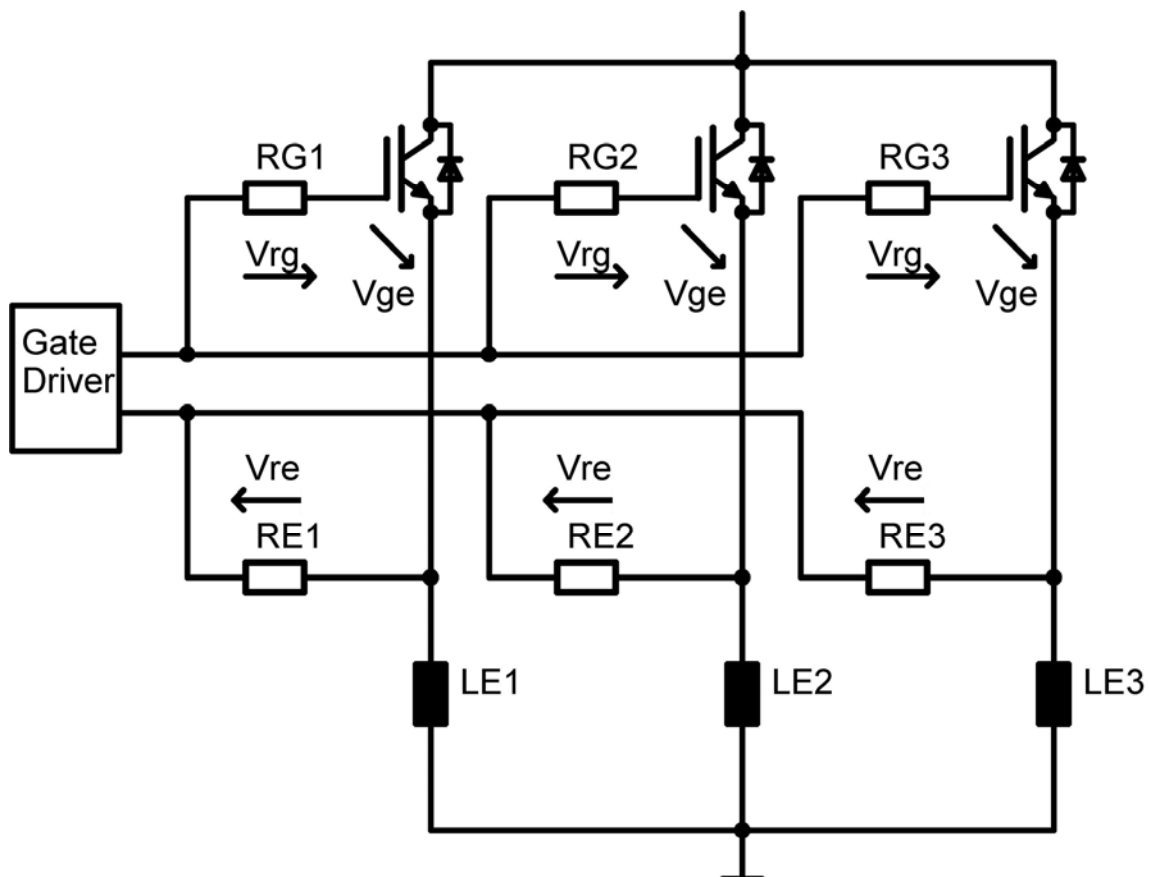 RG1
RG2
RG3
Vrg
Vge
Vrg
Vge
Vrg
Vge
Gate
Driver
Vre
Vre
Vre
RE1
RE2
RE3
LE1
LE2
LE3